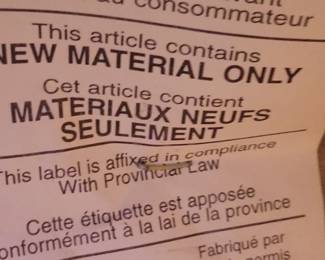 consommateur
This article contains
NEW MATERIAL ONLY
Cet article contient
MATERIAUX NEUFS
SEULEMENT
This label is affixed in compliance
With Provincial Law
Cette étiquette est apposée
conformément à la lai de la province
Fabriqué par